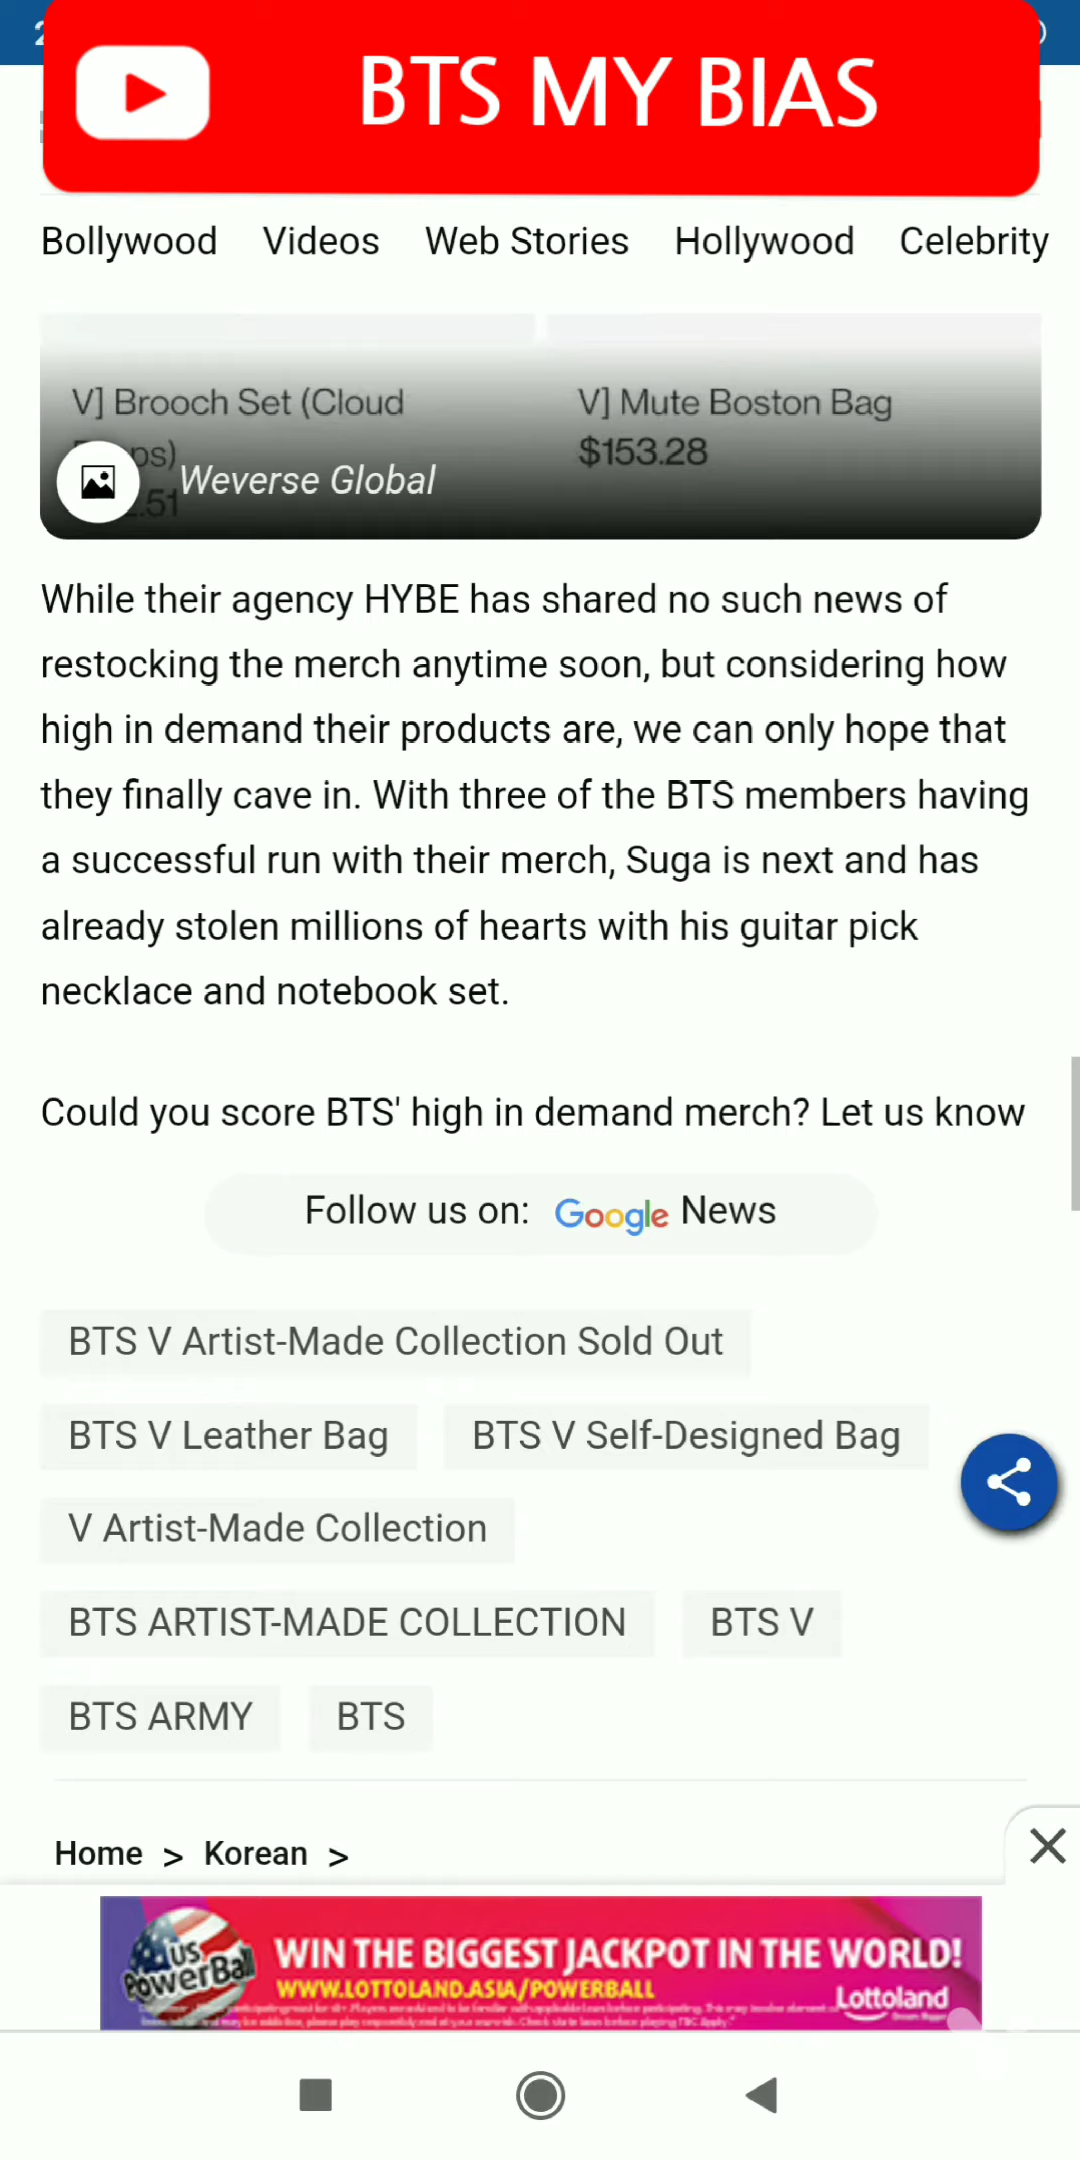 BTS MY BIAS
Bollywood Videos Web Stories Hollywood Celebrity
V] Brooch Set (Cloud
V] Mute Boston Bag
$153.28
Weverse Global
While their agency HYBE has shared no such news of
restocking the merch anytime soon, but considering how
high in demand their products are, we can only hope that
they finally cave in. With three of the BTS members having
a successful run with their merch, Suga is next and has
already stolen millions of hearts with his guitar pick
necklace and notebook set.
Could you score BTS' high in demand merch? Let us know
Follow us on: Google News
BTS V Artist-Made Collection Sold Out
BTS V Leather Bag BTS V Self-Designed Bag
V Artist-Made Collection
BTS ARTIST-MADE COLLECTION BTS V
BTS ARMY BTS
Home > Korean >
US
PowerBall
WIN THE BIGGEST JACKPOT IN THE WORLD!
WWW.LOTTOLAND.ASIA/POWERBALL
Lottoland